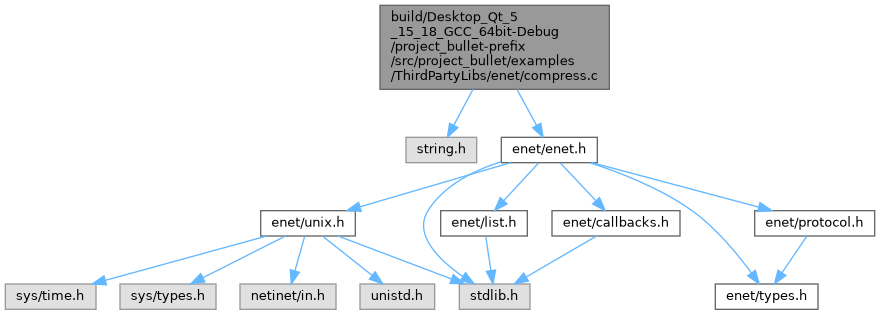 build/Desktop_Qt_5
_15_18_GCC_64bit-Debug
/project_bullet-prefix
/src/project_bullet/examples
/ThirdPartyLibs/enet/compress.c
string.h
enet/enet.h
enet/unix.h
enet/list.h
enet/callbacks.h
enet/protocol.h
sys/time.h
sys/types.h
netinet/in.h
unistd.h
stdlib.h
enet/types.h